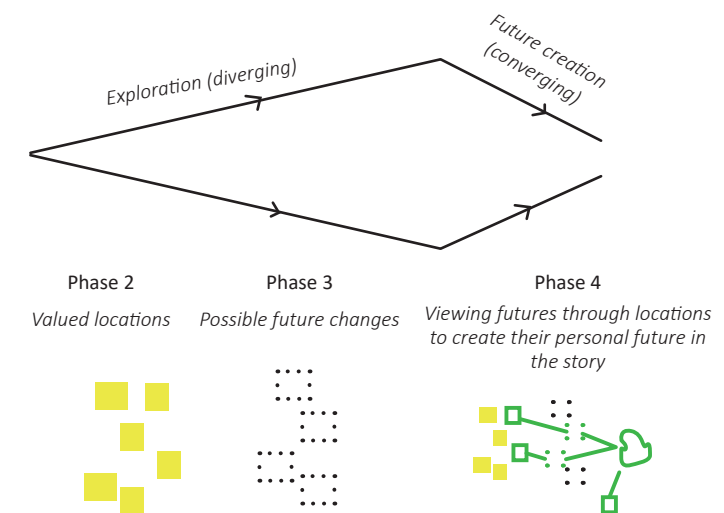 Exploration (diverging)
Future creation
(converging)
Phase 2
Phase 3
Phase 4
Valued locations
Possible future changes
Viewing futures through locations
to create their personal future in
the story